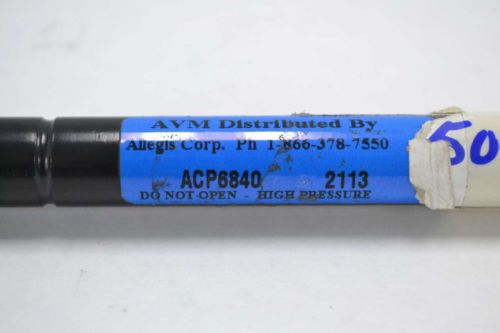 AVM Distributed By
Allegis Corp. Ph 1-866-378-7550
ACP6840 2113
DO NOT OPEN - HIGH PRESSURE
50